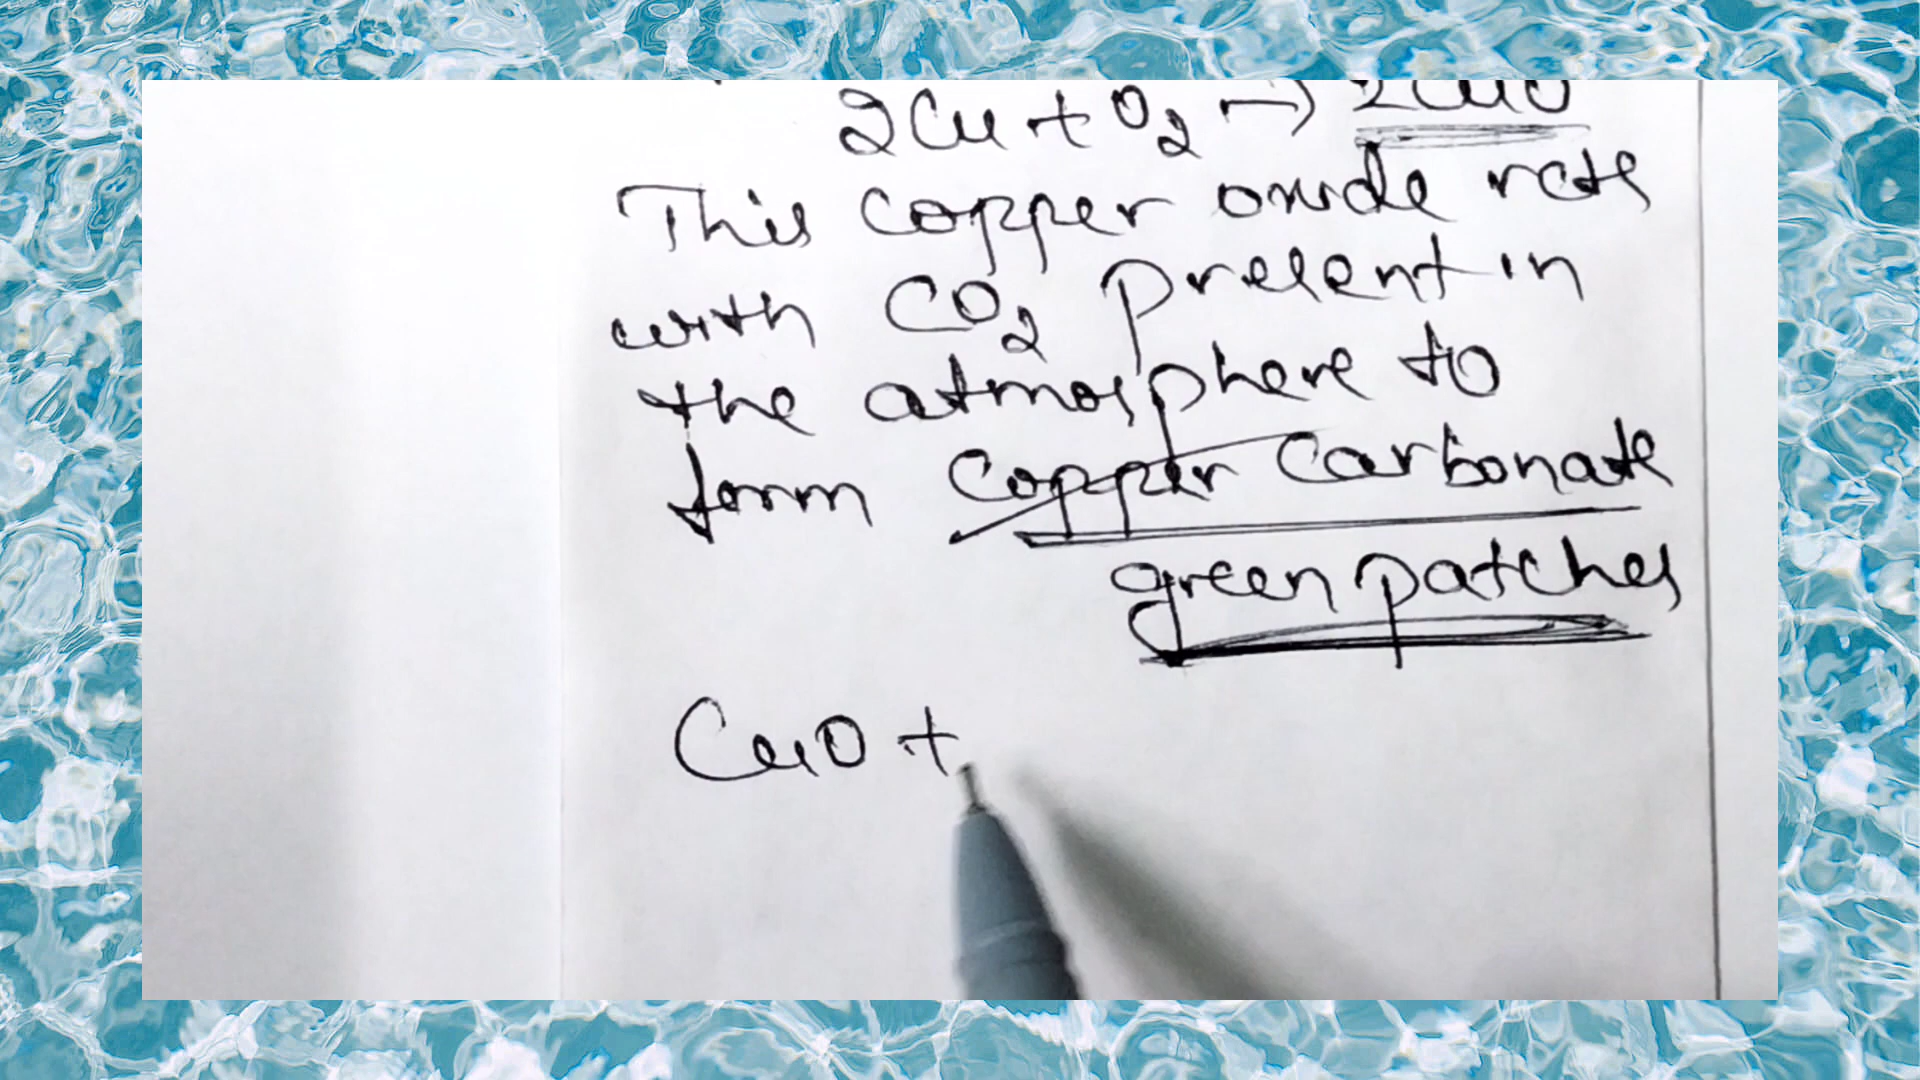 2Cu + O2 → 2CuO
This copper oxide rcts
with CO2 present in
the atmosphere to
form Copper Carbonate
green patches
CuO +